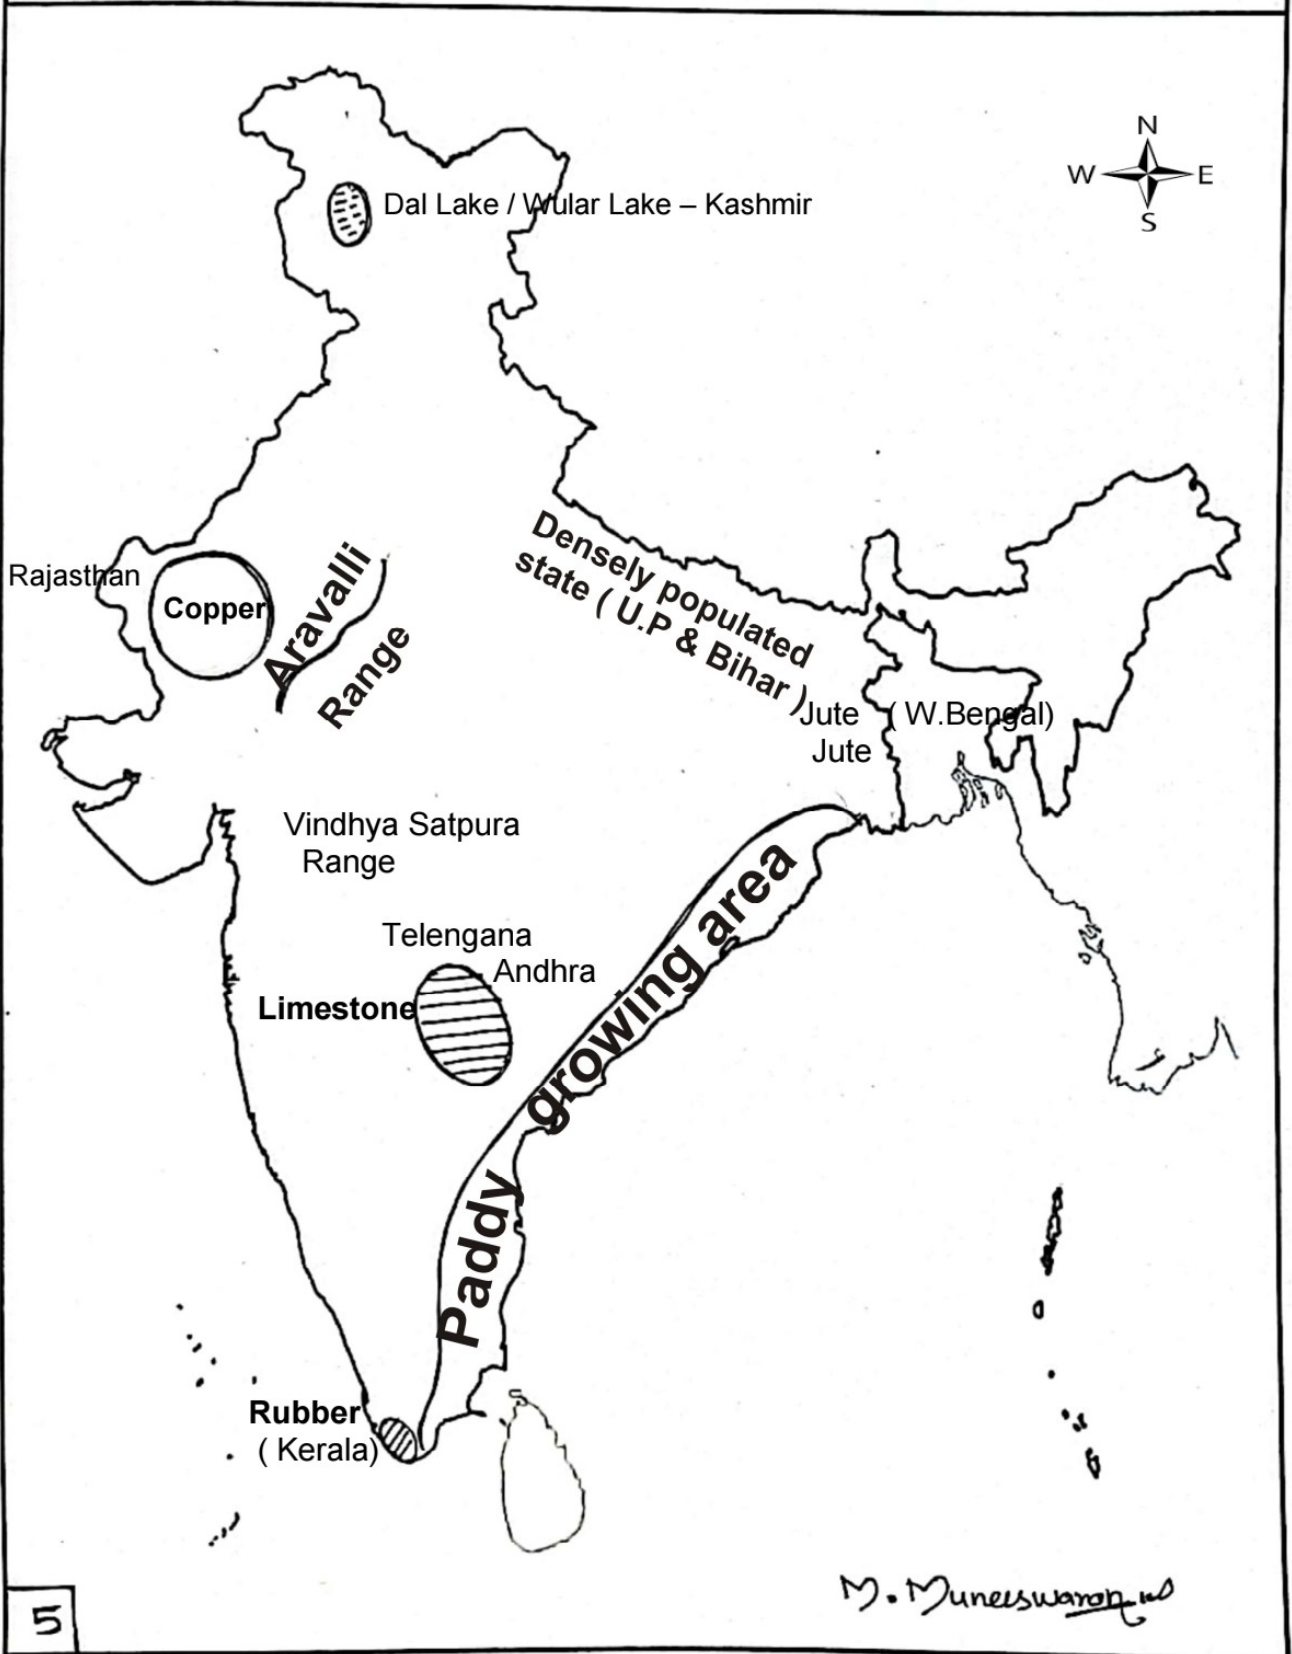 N
W E
S
Dal Lake / Wular Lake – Kashmir
Densely populated
state ( U.P & Bihar )
Rajasthan
Copper
Aravalli
Range
Jute ( W.Bengal)
Jute
Vindhya Satpura
Range
Telengana
Andhra
Limestone
Paddy growing area
Rubber
( Kerala)
5
M. Muneeswaran